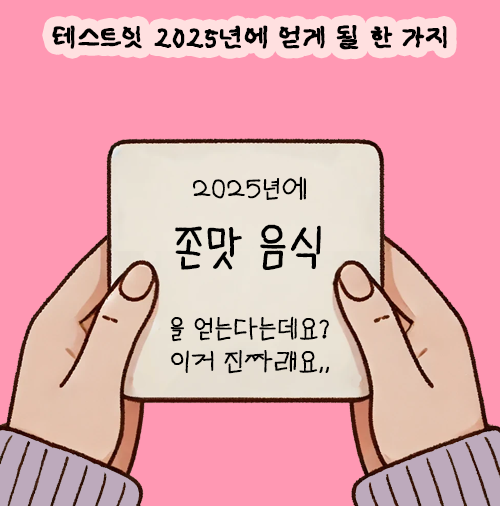 테스트잇 2025년에 얻게 될 한 가지
2025년에
존맛 음식
을 얻는다는데요?
이거 진짜래요,,